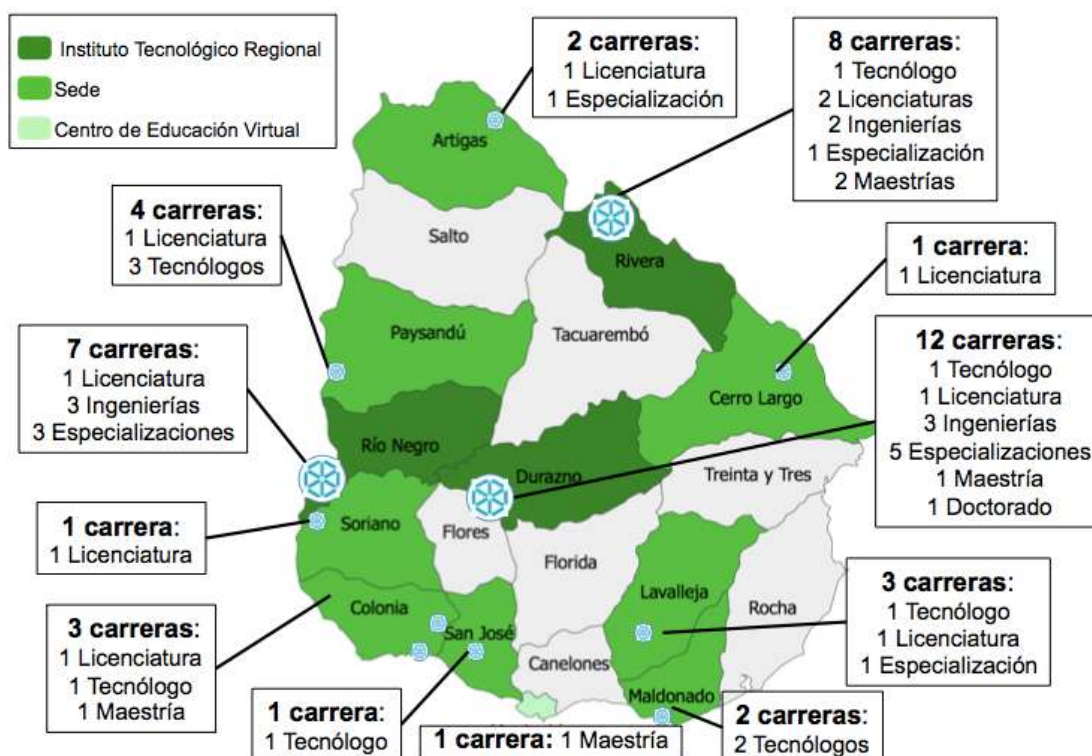 Instituto Tecnológico Regional
Sede
Centro de Educación Virtual
2 carreras:
1 Licenciatura
1 Especialización
8 carreras:
1 Tecnólogo
2 Licenciaturas
2 Ingenierías
1 Especialización
2 Maestrías
4 carreras:
1 Licenciatura
3 Tecnólogos
1 carrera:
1 Licenciatura
7 carreras:
1 Licenciatura
3 Ingenierías
3 Especializaciones
12 carreras:
1 Tecnólogo
1 Licenciatura
3 Ingenierías
5 Especializaciones
1 Maestría
1 Doctorado
1 carrera:
1 Licenciatura
3 carreras:
1 Licenciatura
1 Tecnólogo
1 Maestría
1 carrera:
1 Tecnólogo
1 carrera: 1 Maestría
2 carreras:
2 Tecnólogos
3 carreras:
1 Tecnólogo
1 Licenciatura
1 Especialización
Artigas
Salto
Rivera
Paysandú
Tacuarembó
Cerro Largo
Río Negro
Durazno
Treinta y Tres
Soriano
Flores
Florida
Lavalleja
Rocha
Colonia
San José
Canelones
Maldonado